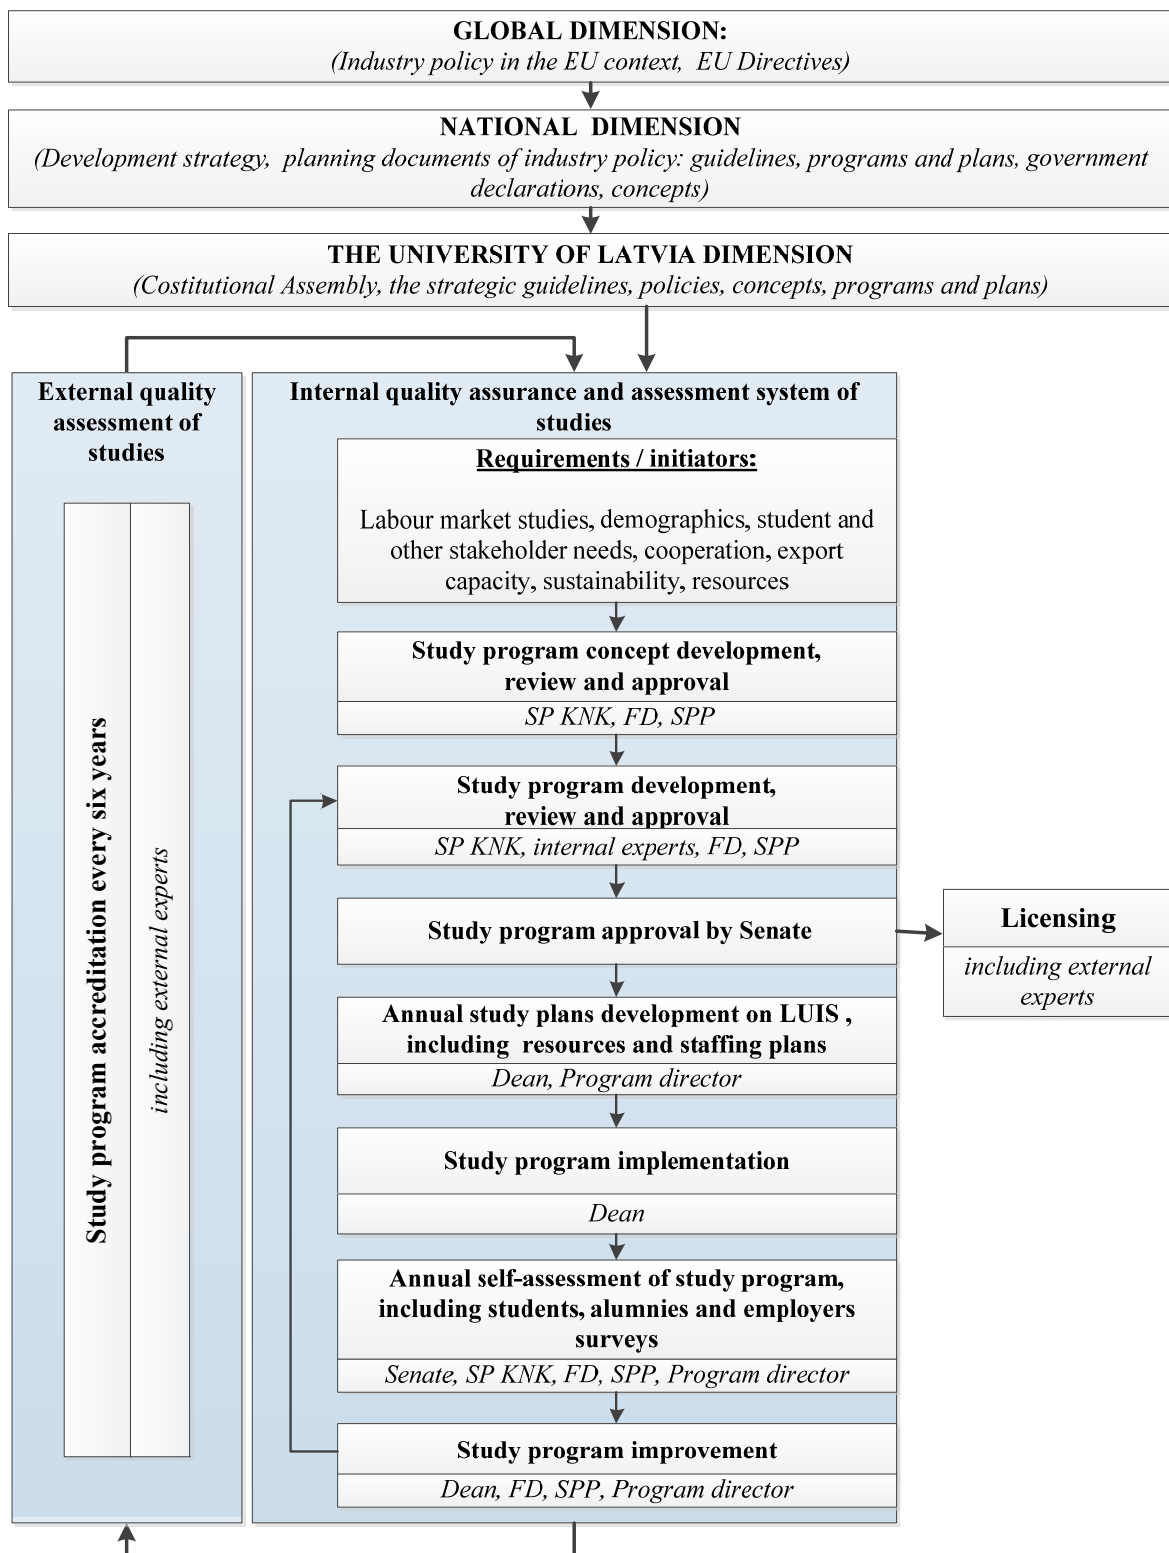 GLOBAL DIMENSION:
(Industry policy in the EU context, EU Directives)
NATIONAL DIMENSION
(Development strategy, planning documents of industry policy: guidelines, programs and plans, government
declarations, concepts)
THE UNIVERSITY OF LATVIA DIMENSION
(Costitutional Assembly, the strategic guidelines, policies, concepts, programs and plans)
External quality
assessment of
studies
Study program accreditation every six years
including external experts
Internal quality assurance and assessment system of
studies
Requirements / initiators:
Labour market studies, demographics, student and
other stakeholder needs, cooperation, export
capacity, sustainability, resources
Study program concept development,
review and approval
SP KNK, FD, SPP
Study program development,
review and approval
SP KNK, internal experts, FD, SPP
Study program approval by Senate
Licensing
including external
experts
Annual study plans development on LUIS ,
including resources and staffing plans
Dean, Program director
Study program implementation
Dean
Annual self-assessment of study program,
including students, alumnies and employers
surveys
Senate, SP KNK, FD, SPP, Program director
Study program improvement
Dean, FD, SPP, Program director